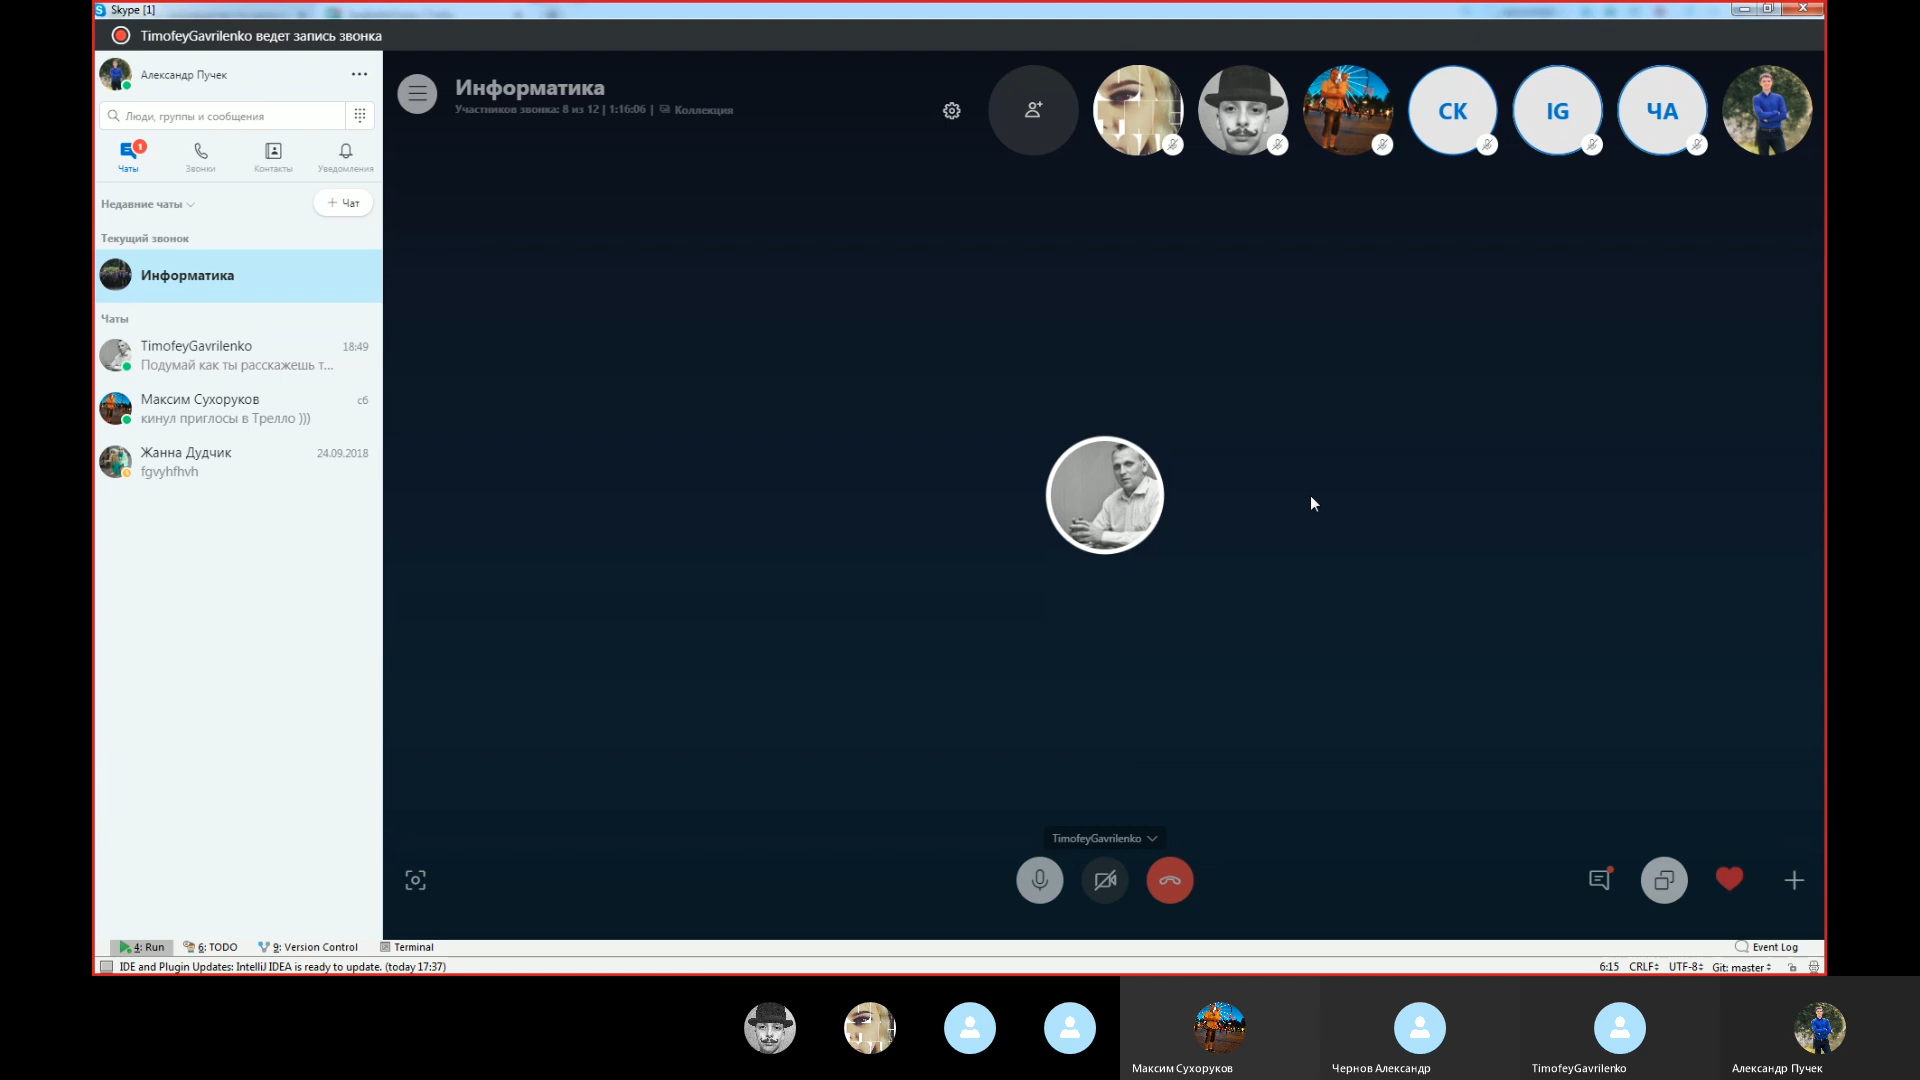 Skype [1]
TimofeyGavrilenko ведет запись звонка
Александр Пучек
Люди, группы и сообщения
1
Чаты
Звонки
Контакты
Уведомления
Недавние чаты
+ Чат
Текущий звонок
Информатика
Чаты
TimofeyGavrilenko 18:49
Подумай как ты расскажешь т...
Максим Сухоруков сб
кинул приглосы в Трелло )))
Жанна Дудчик 24.09.2018
fgvyhfhvh
Информатика
Участников звонка: 8 из 12 | 1:16:06 | Коллекция
СК
IG
ЧА
TimofeyGavrilenko
4: Run 6: TODO 9: Version Control Terminal Event Log
IDE and Plugin Updates: IntelliJ IDEA is ready to update. (today 17:37) 6:15 CRLF UTF-8 Git: master
Максим Сухоруков
Чернов Александр
TimofeyGavrilenko
Александр Пучек